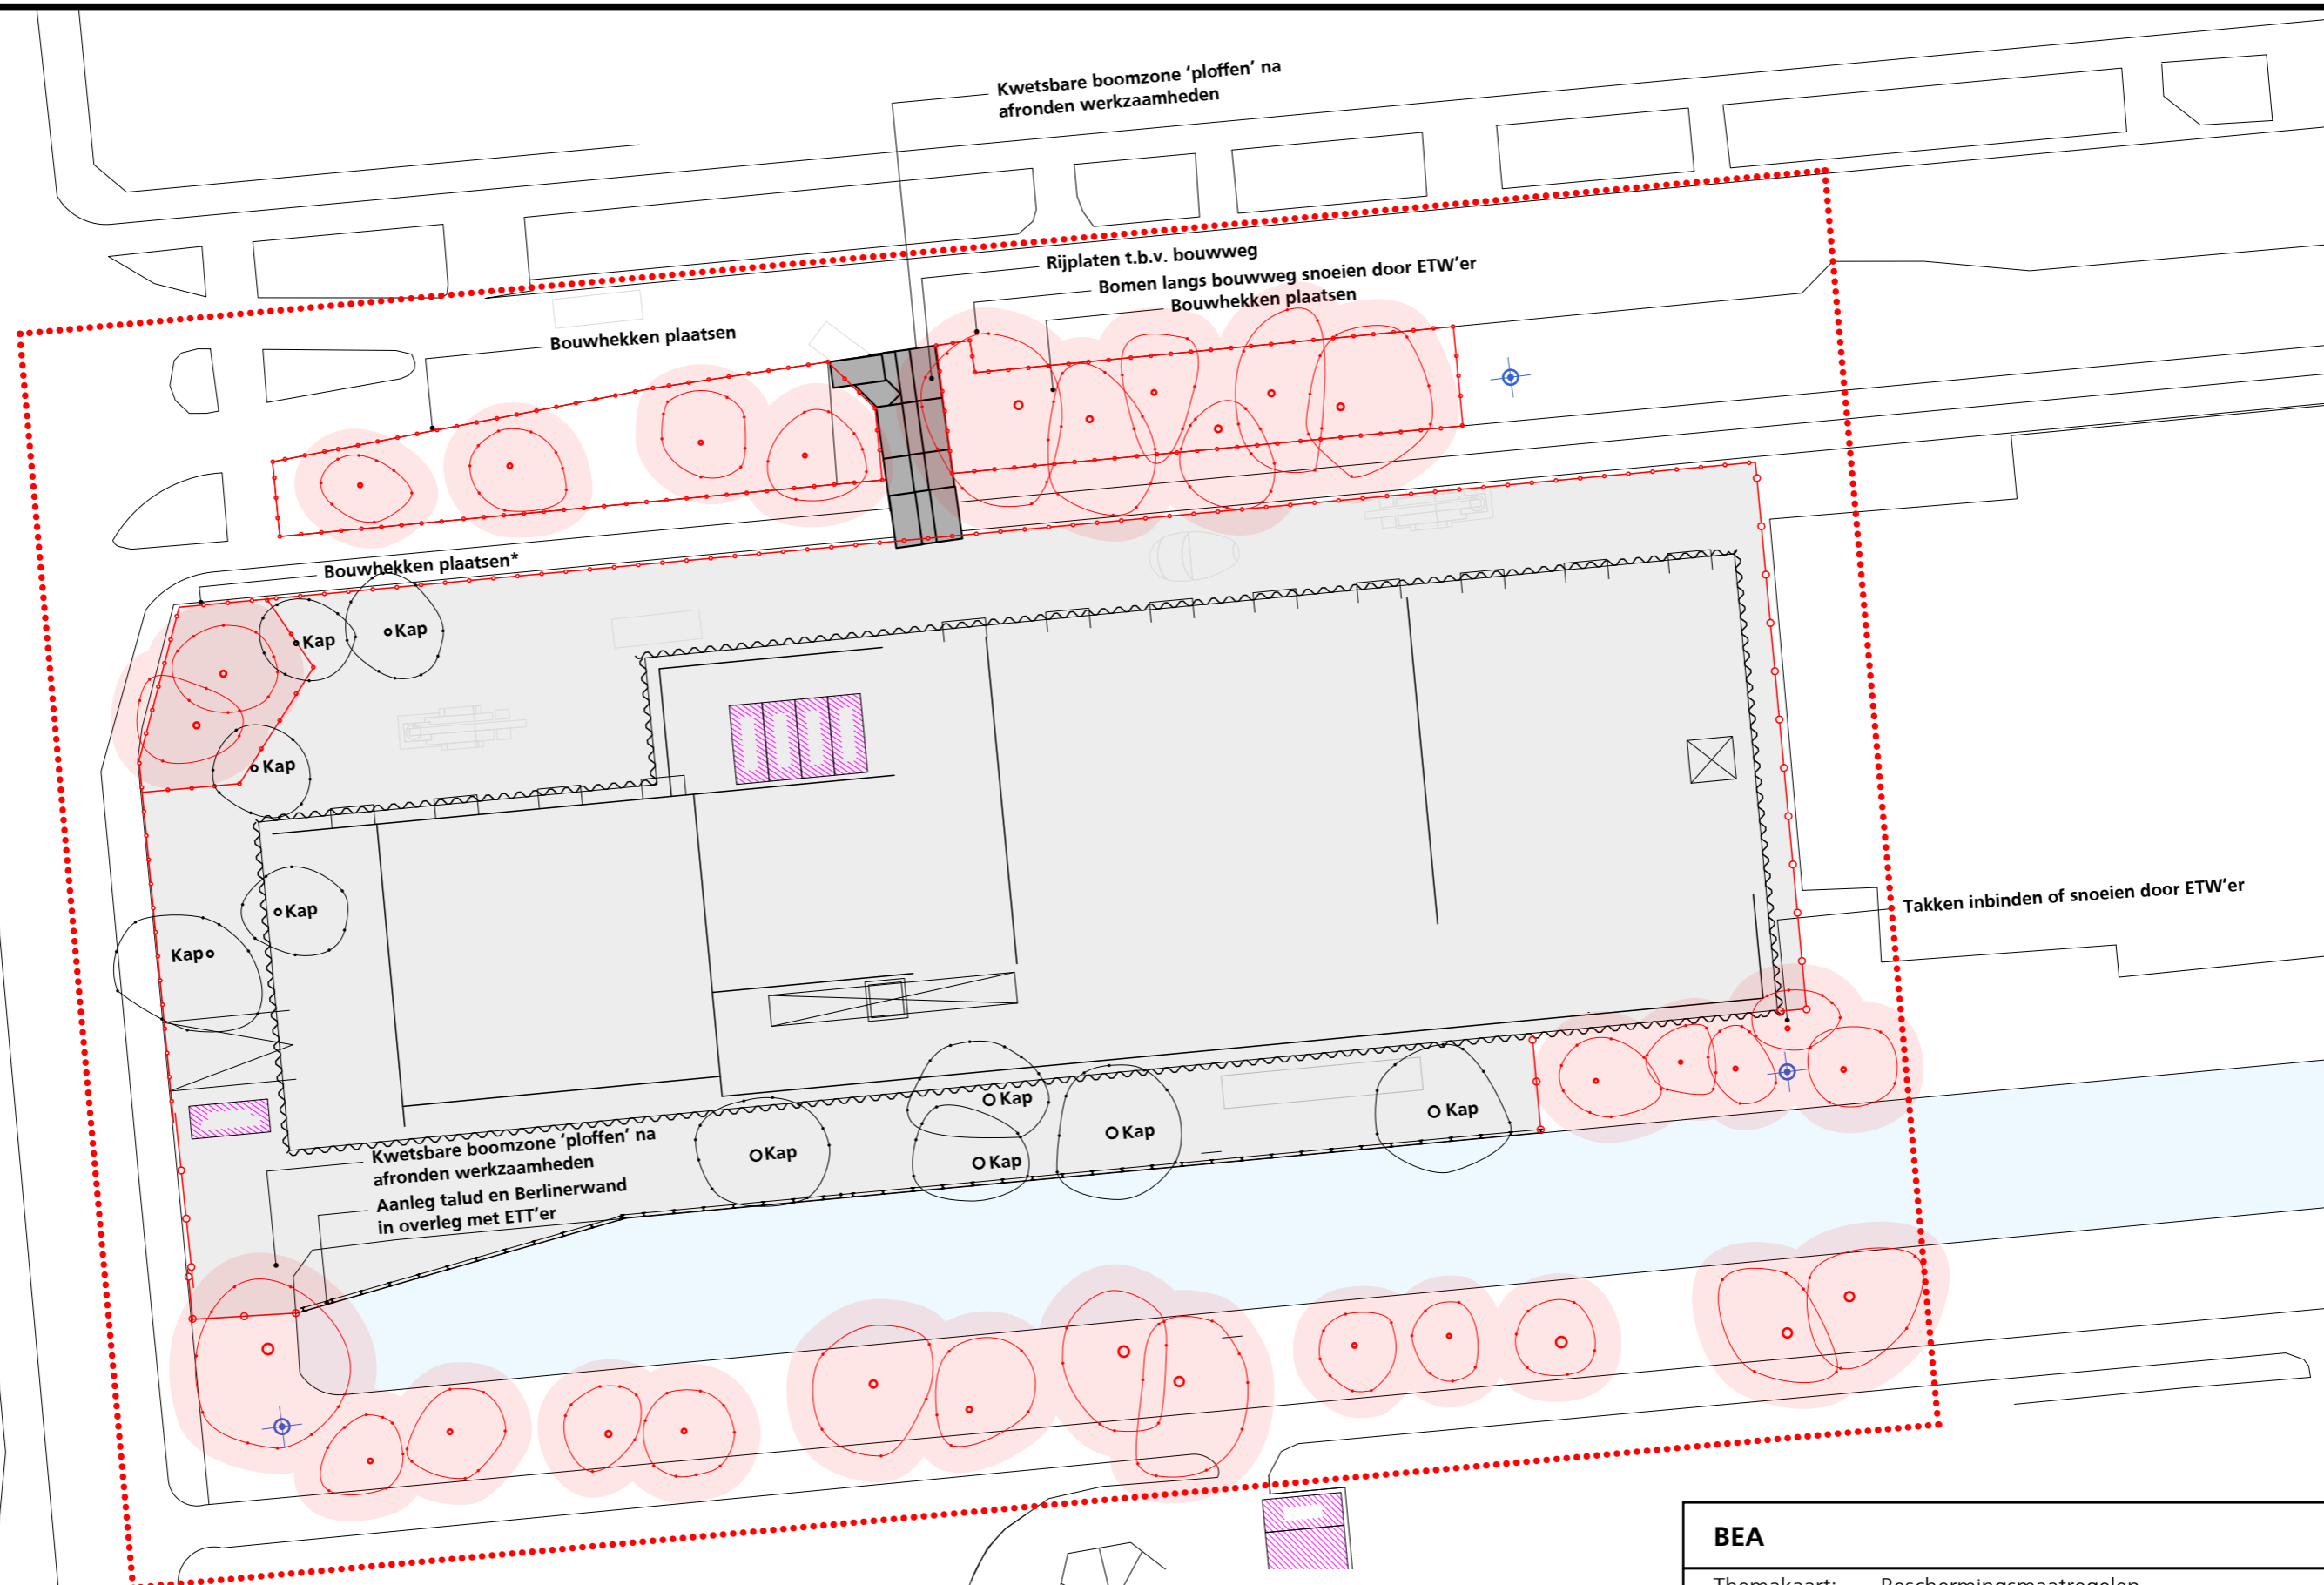 Kwetsbare boomzone ‘ploffen’ na
afronden werkzaamheden
Rijplaten t.b.v. bouwweg
Bomen langs bouwweg snoeien door ETW’er
Bouwhekken plaatsen
Bouwhekken plaatsen
Bouwhekken plaatsen*
Kap
Kap
Kap
Kap
Kap
Takken inbinden of snoeien door ETW’er
Kap
Kap
Kap
Kap
Kap
Kwetsbare boomzone ‘ploffen’ na
afronden werkzaamheden
Aanleg talud en Berlinerwand
in overleg met ETT’er
BEA
Themakaart: Beschermingsmaatregelen